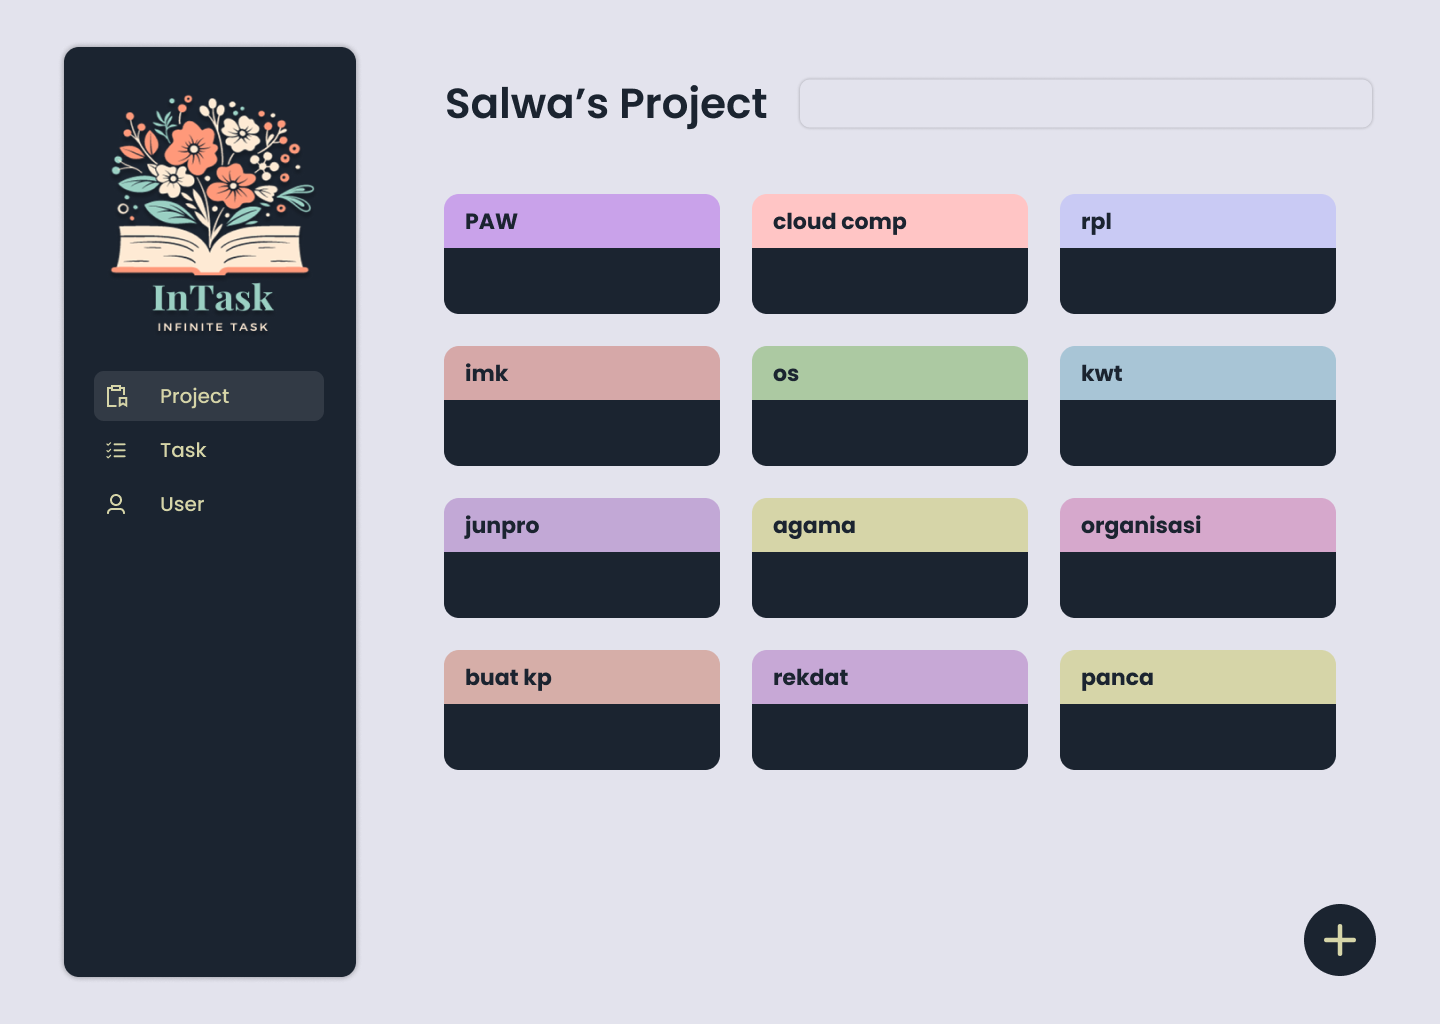 InTask
INFINITE TASK
Project
Task
User
Salwa’s Project
PAW
cloud comp
rpl
imk
os
kwt
junpro
agama
organisasi
buat kp
rekdat
panca